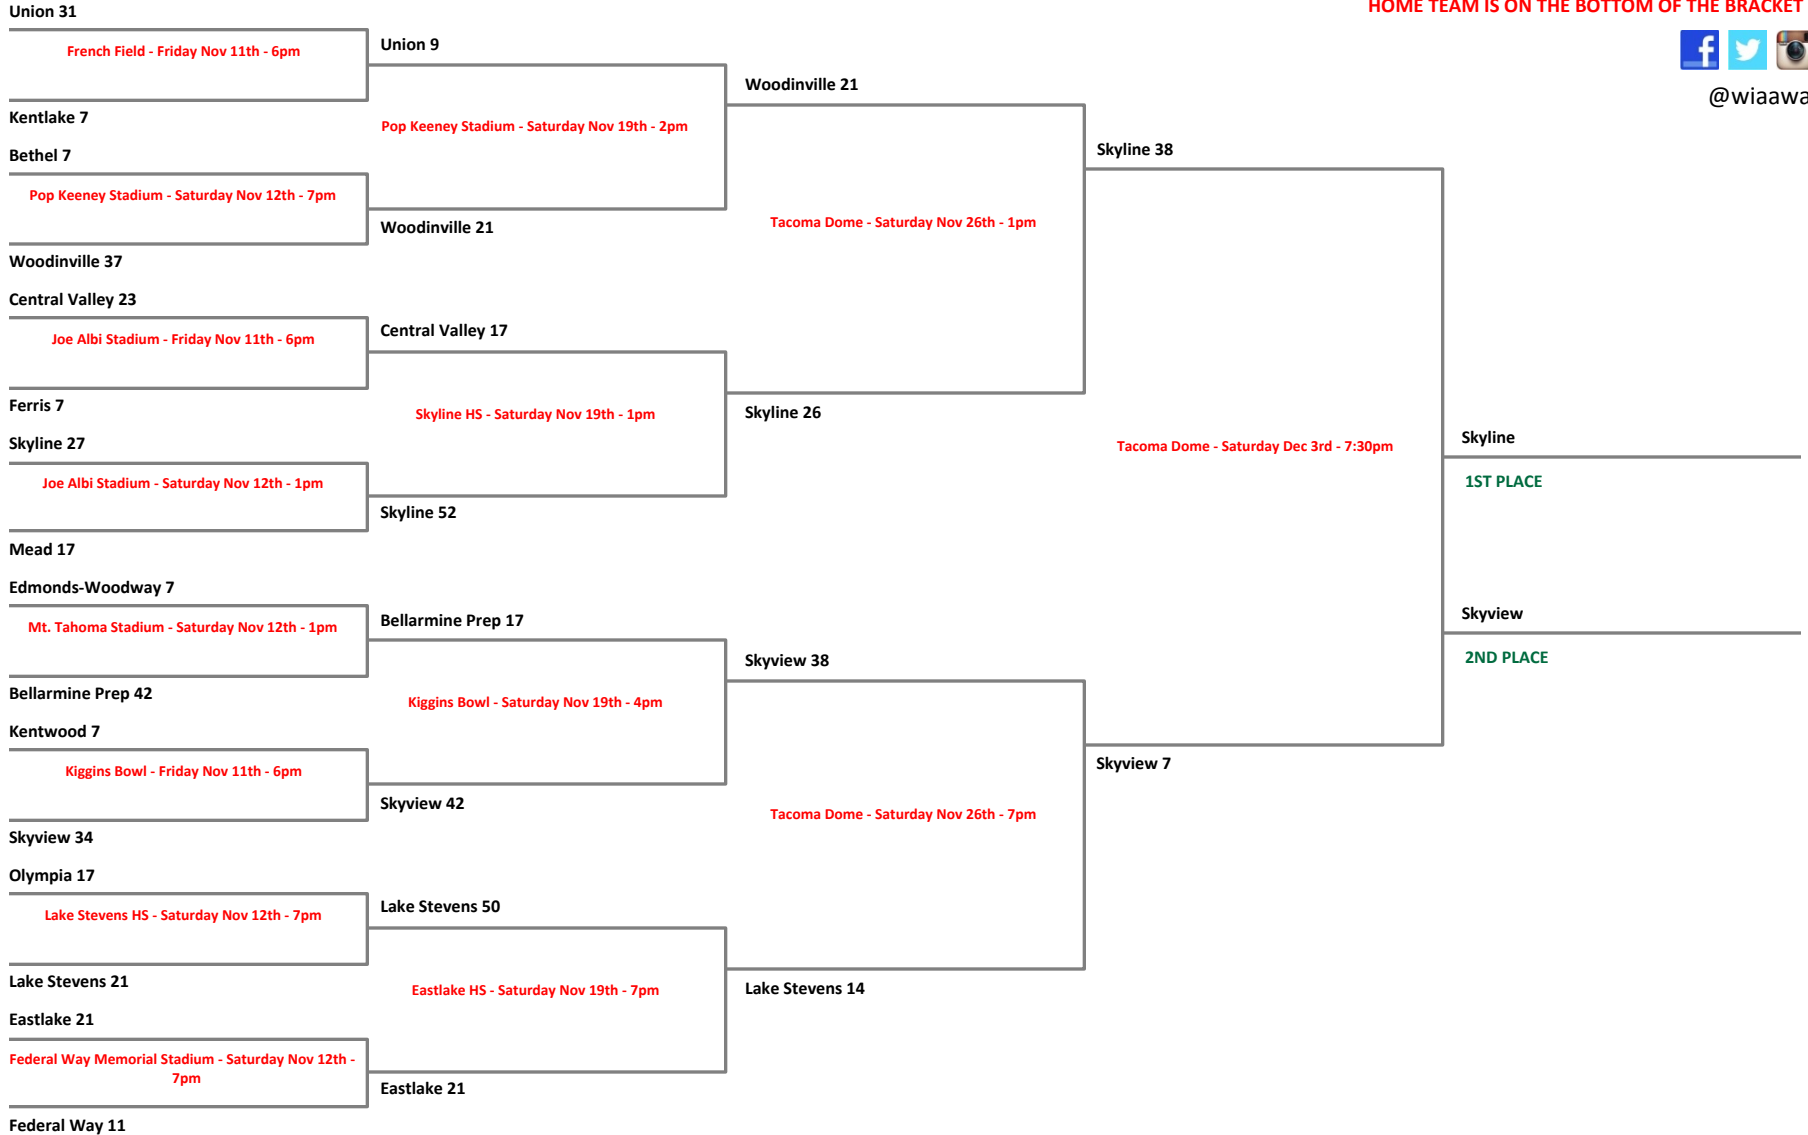 HOME TEAM IS ON THE BOTTOM OF THE BRACKET
@wiaawa
Union 31
French Field - Friday Nov 11th - 6pm
Kentlake 7
Bethel 7
Pop Keeney Stadium - Saturday Nov 12th - 7pm
Woodinville 37
Central Valley 23
Joe Albi Stadium - Friday Nov 11th - 6pm
Ferris 7
Skyline 27
Joe Albi Stadium - Saturday Nov 12th - 1pm
Mead 17
Edmonds-Woodway 7
Mt. Tahoma Stadium - Saturday Nov 12th - 1pm
Bellarmine Prep 42
Kentwood 7
Kiggins Bowl - Friday Nov 11th - 6pm
Skyview 34
Olympia 17
Lake Stevens HS - Saturday Nov 12th - 7pm
Lake Stevens 21
Eastlake 21
Federal Way Memorial Stadium - Saturday Nov 12th -
7pm
Federal Way 11
Union 9
Pop Keeney Stadium - Saturday Nov 19th - 2pm
Woodinville 21
Central Valley 17
Skyline HS - Saturday Nov 19th - 1pm
Skyline 52
Bellarmine Prep 17
Kiggins Bowl - Saturday Nov 19th - 4pm
Skyview 42
Lake Stevens 50
Eastlake HS - Saturday Nov 19th - 7pm
Eastlake 21
Woodinville 21
Tacoma Dome - Saturday Nov 26th - 1pm
Skyline 26
Skyview 38
Tacoma Dome - Saturday Nov 26th - 7pm
Lake Stevens 14
Skyline 38
Tacoma Dome - Saturday Dec 3rd - 7:30pm
Skyview 7
Skyline
1ST PLACE
Skyview
2ND PLACE